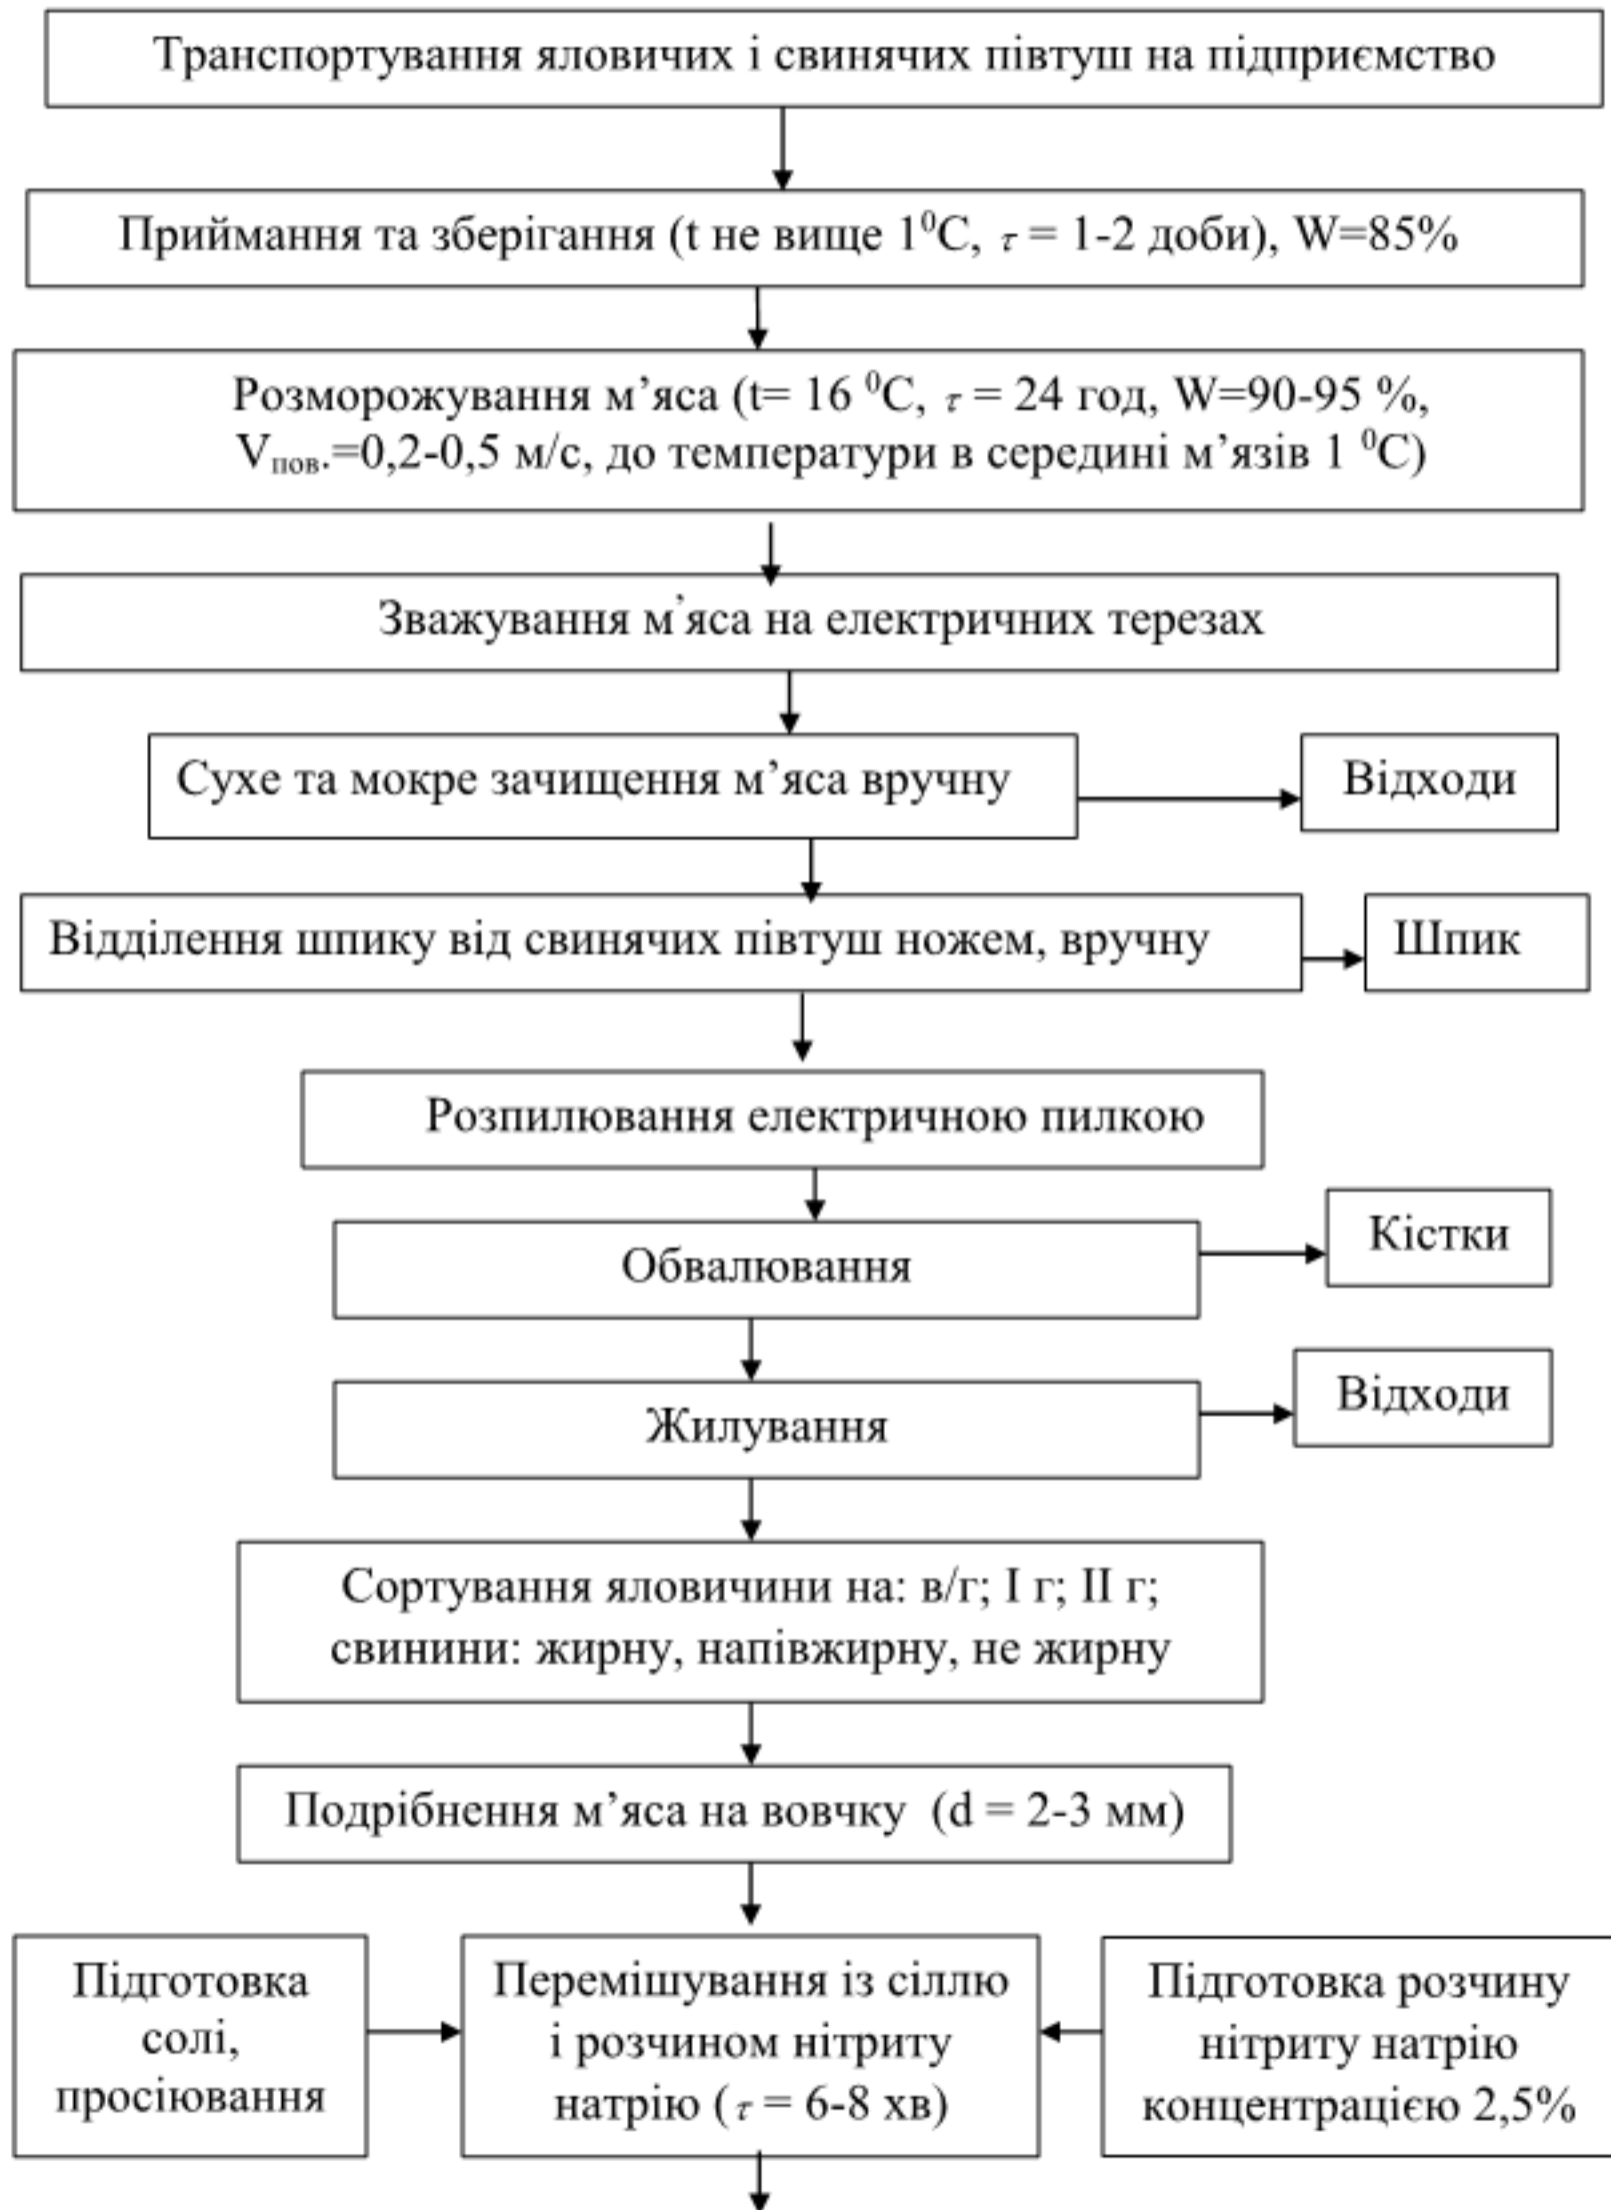 Транспортування яловичих і свинячих півтуш на підприємство
Приймання та зберігання (t не вище 1⁰С, τ = 1-2 доби), W=85%
Розморожування м’яса (t= 16 ⁰С, τ = 24 год, W=90-95 %,
Vпов.=0,2-0,5 м/с, до температури в середині м’язів 1 ⁰С)
Зважування м᾽яса на електричних терезах
Сухе та мокре зачищення м’яса вручну
Відходи
Відділення шпику від свинячих півтуш ножем, вручну
Шпик
Розпилювання електричною пилкою
Обвалювання
Кістки
Жилування
Відходи
Сортування яловичини на: в/г; І г; ІІ г;
свинини: жирну, напівжирну, не жирну
Подрібнення м’яса на вовчку (d = 2-3 мм)
Підготовка
солі,
просіювання
Перемішування із сіллю
і розчином нітриту
натрію (τ = 6-8 хв)
Підготовка розчину
нітриту натрію
концентрацією 2,5%